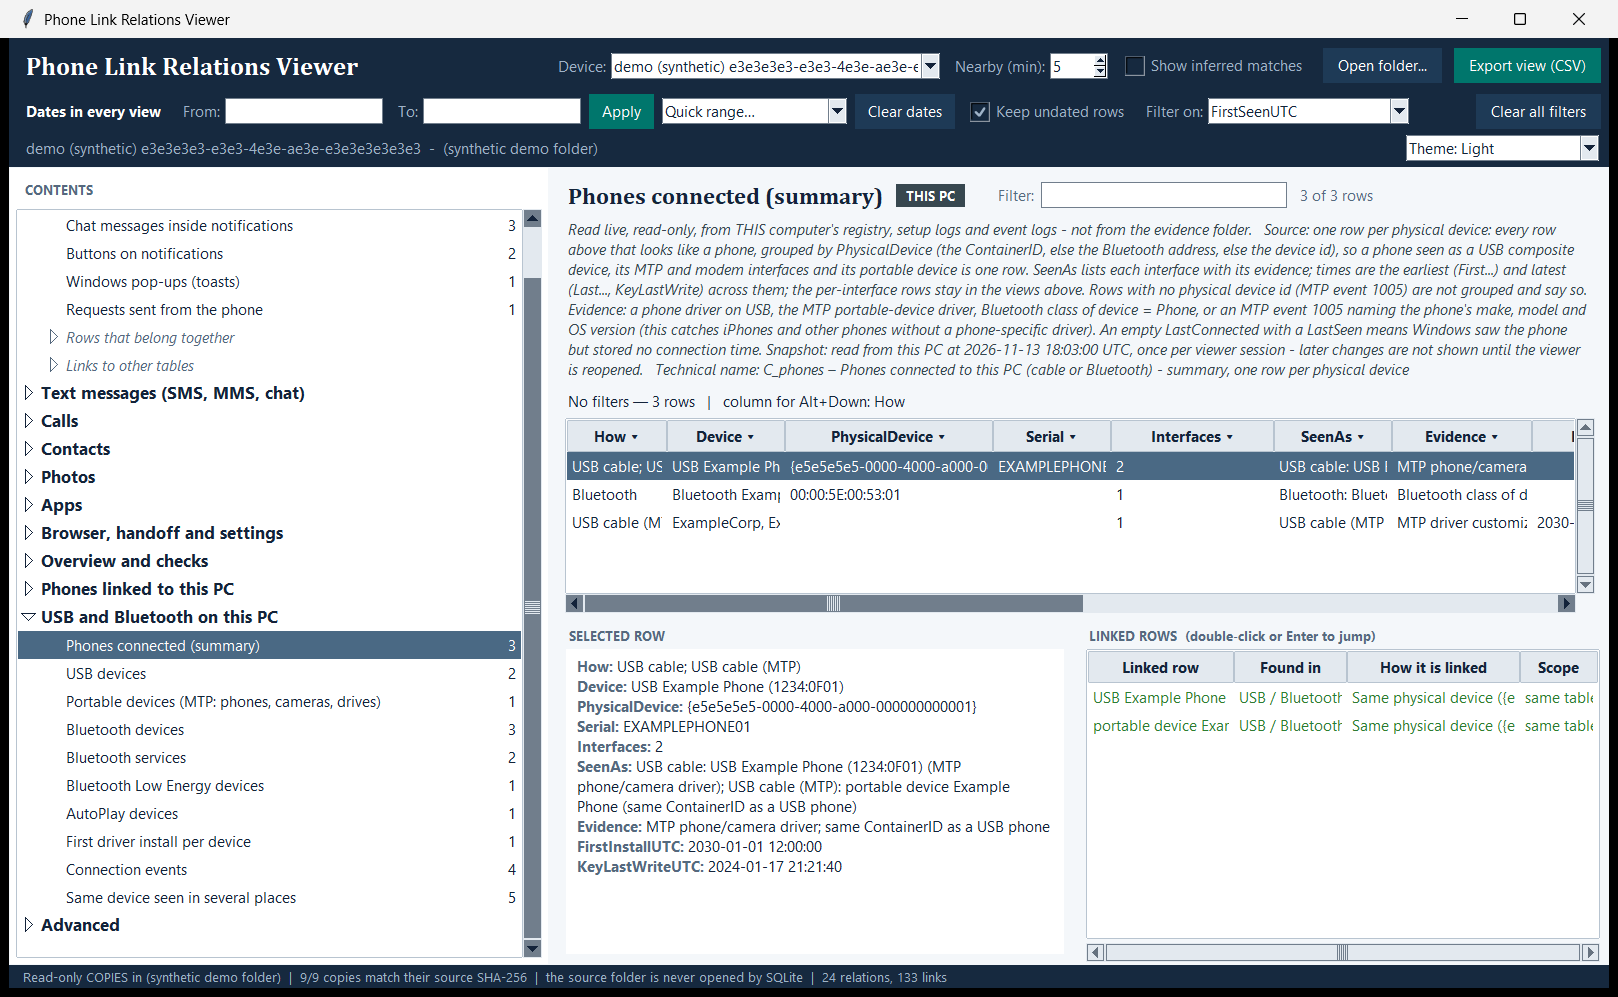 Phone Link Relations Viewer
Phone Link Relations Viewer
Device: demo (synthetic) e3e3e3e3-e3e3-4e3e-ae3e-e
Nearby (min): 5
Show inferred matches
Open folder...
Export view (CSV)
Dates in every view
From:
To:
Apply
Quick range...
Clear dates
Keep undated rows
Filter on: FirstSeenUTC
Clear all filters
demo (synthetic) e3e3e3e3-e3e3-4e3e-ae3e-e3e3e3e3e3e3 - (synthetic demo folder)
Theme: Light
CONTENTS
Chat messages inside notifications 3
Buttons on notifications 2
Windows pop-ups (toasts) 1
Requests sent from the phone 1
Rows that belong together
Links to other tables
Text messages (SMS, MMS, chat)
Calls
Contacts
Photos
Apps
Browser, handoff and settings
Overview and checks
Phones linked to this PC
USB and Bluetooth on this PC
Phones connected (summary) 3
USB devices 2
Portable devices (MTP: phones, cameras, drives) 1
Bluetooth devices 3
Bluetooth services 2
Bluetooth Low Energy devices 1
AutoPlay devices 1
First driver install per device 1
Connection events 4
Same device seen in several places 5
Advanced
Phones connected (summary) THIS PC Filter: 3 of 3 rows
Read live, read-only, from THIS computer's registry, setup logs and event logs - not from the evidence folder. Source: one row per physical device: every row
above that looks like a phone, grouped by PhysicalDevice (the ContainerID, else the Bluetooth address, else the device id), so a phone seen as a USB composite
device, its MTP and modem interfaces and its portable device is one row. SeenAs lists each interface with its evidence; times are the earliest (First...) and latest
(Last..., KeyLastWrite) across them; the per-interface rows stay in the views above. Rows with no physical device id (MTP event 1005) are not grouped and say so.
Evidence: a phone driver on USB, the MTP portable-device driver, Bluetooth class of device = Phone, or an MTP event 1005 naming the phone's make, model and
OS version (this catches iPhones and other phones without a phone-specific driver). An empty LastConnected with a LastSeen means Windows saw the phone
but stored no connection time. Snapshot: read from this PC at 2026-11-13 18:03:00 UTC, once per viewer session - later changes are not shown until the viewer
is reopened. Technical name: C_phones – Phones connected to this PC (cable or Bluetooth) - summary, one row per physical device
No filters — 3 rows | column for Alt+Down: How
How Device PhysicalDevice Serial Interfaces SeenAs Evidence
USB cable; US USB Example Ph {e5e5e5e5-0000-4000-a000-0 EXAMPLEPHONE 2 USB cable: USB MTP phone/camera
Bluetooth Bluetooth Examp 00:00:5E:00:53:01 1 Bluetooth: Bluet Bluetooth class of d
USB cable (M ExampleCorp, Ex 1 USB cable (MTP MTP driver customiz 2030-
SELECTED ROW
How: USB cable; USB cable (MTP)
Device: USB Example Phone (1234:0F01)
PhysicalDevice: {e5e5e5e5-0000-4000-a000-000000000001}
Serial: EXAMPLEPHONE01
Interfaces: 2
SeenAs: USB cable: USB Example Phone (1234:0F01) (MTP
phone/camera driver); USB cable (MTP): portable device Example
Phone (same ContainerID as a USB phone)
Evidence: MTP phone/camera driver; same ContainerID as a USB phone
FirstInstallUTC: 2030-01-01 12:00:00
KeyLastWriteUTC: 2024-01-17 21:21:40
LINKED ROWS (double-click or Enter to jump)
Linked row Found in How it is linked Scope
USB Example Phone USB / Bluetooth Same physical device ({e same table
portable device Exar USB / Bluetooth Same physical device ({e same table
Read-only COPIES in (synthetic demo folder) | 9/9 copies match their source SHA-256 | the source folder is never opened by SQLite | 24 relations, 133 links